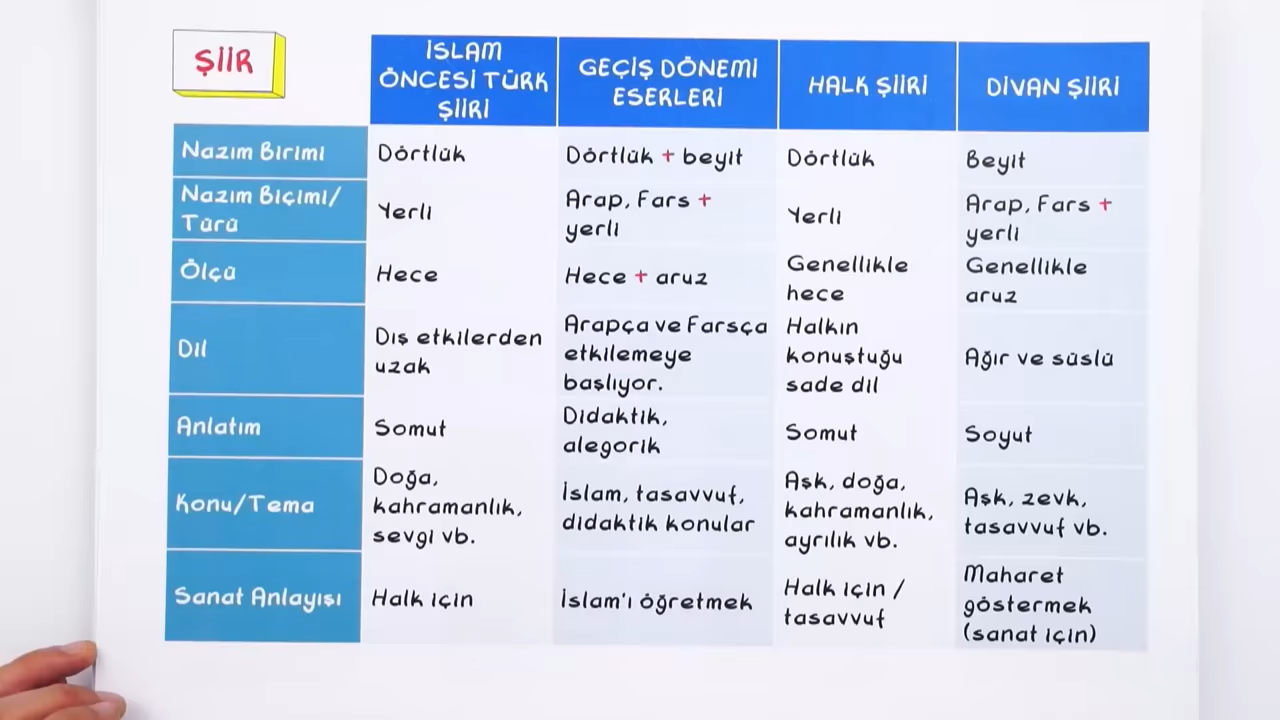 ŞİİR
İSLAM
ÖNCESİ TÜRK
ŞİİRİ
GEÇİŞ DÖNEMİ
ESERLERİ
HALK ŞİİRİ
DİVAN ŞİİRİ
Nazım Birimi
Dörtlük
Dörtlük + beyit
Dörtlük
Beyit
Nazım Biçimi/
Türü
Yerli
Arap, Fars +
yerli
Yerli
Arap, Fars +
yerli
Ölçü
Hece
Hece + aruz
Genellikle
hece
Genellikle
aruz
Dil
Dış etkilerden
uzak
Arapça ve Farsça
etkilemeye
başlıyor.
Halkın
konuştuğu
sade dil
Ağır ve süslü
Anlatım
Somut
Didaktik,
alegorik
Somut
Soyut
Konu/Tema
Doğa,
kahramanlık,
sevgi vb.
İslam, tasavvuf,
didaktik konular
Aşk, doğa,
kahramanlık,
ayrılık vb.
Aşk, zevk,
tasavvuf vb.
Sanat Anlayışı
Halk için
İslam'ı öğretmek
Halk için /
tasavvuf
Maharet
göstermek
(sanat için)